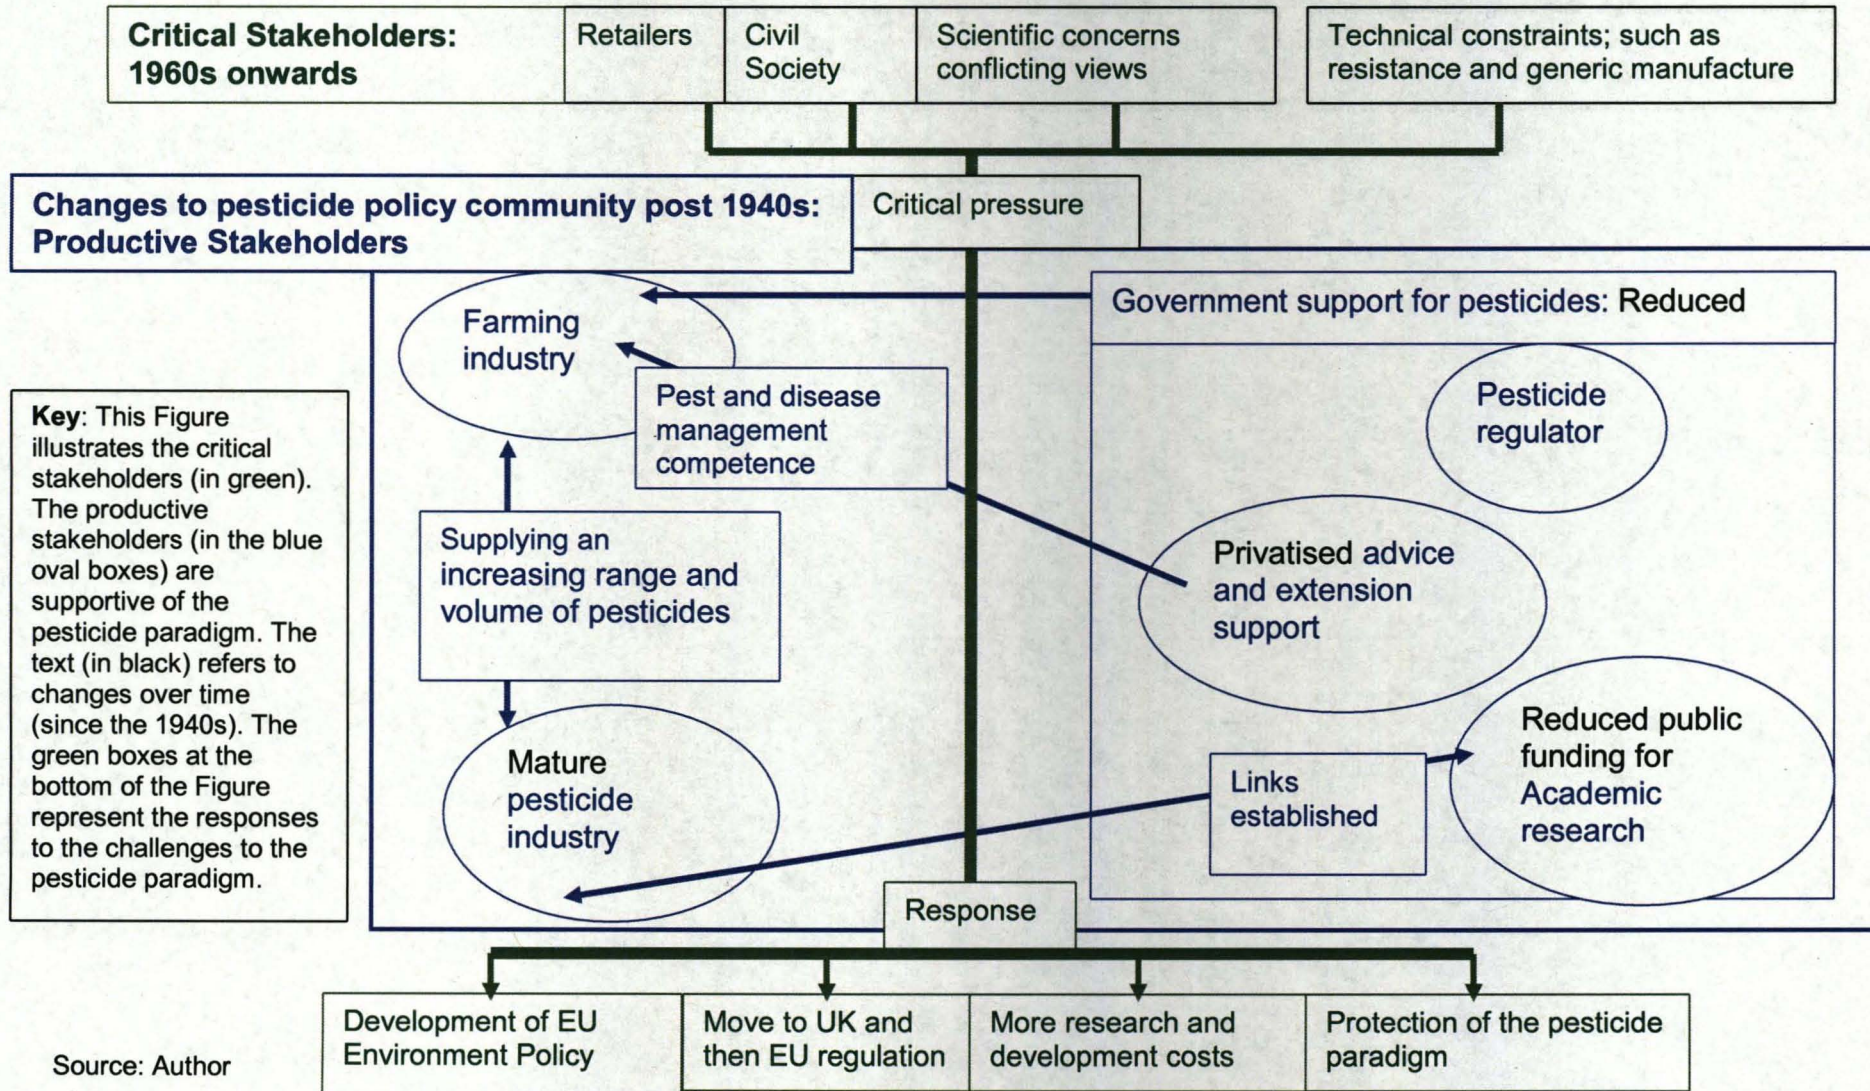 Critical Stakeholders:
1960s onwards
Retailers
Civil
Society
Scientific concerns
conflicting views
Technical constraints; such as
resistance and generic manufacture
Changes to pesticide policy community post 1940s:
Productive Stakeholders
Critical pressure
Farming
industry
Government support for pesticides: Reduced
Pest and disease
management
competence
Pesticide
regulator
Key: This Figure
illustrates the critical
stakeholders (in green).
The productive
stakeholders (in the blue
oval boxes) are
supportive of the
pesticide paradigm. The
text (in black) refers to
changes over time
(since the 1940s). The
green boxes at the
bottom of the Figure
represent the responses
to the challenges to the
pesticide paradigm.
Supplying an
increasing range and
volume of pesticides
Privatised advice
and extension
support
Mature
pesticide
industry
Links
established
Reduced public
funding for
Academic
research
Response
Development of EU
Environment Policy
Move to UK and
then EU regulation
More research and
development costs
Protection of the pesticide
paradigm
Source: Author